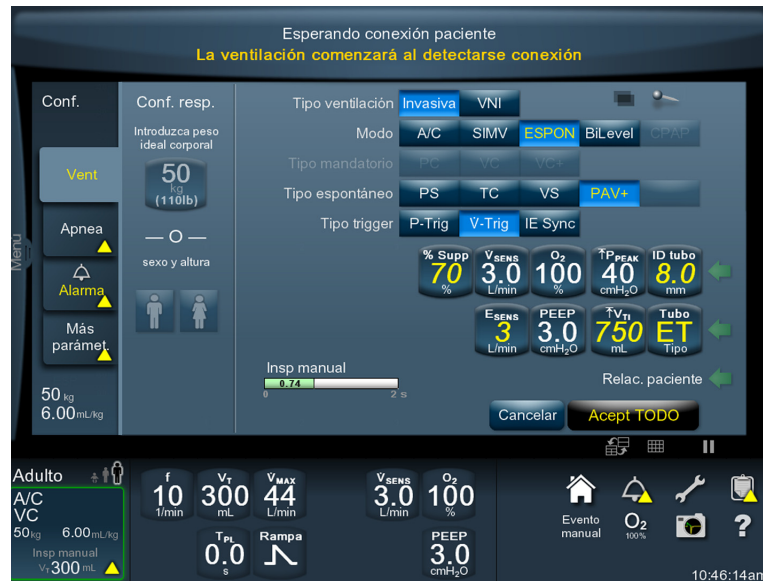 Esperando conexión paciente
La ventilación comenzará al detectarse conexión
Menu
Conf.
Vent
Apnea
Alarma
Más
parámet.
50 kg
6.00 mL/kg
Conf. resp.
Introduzca peso
ideal corporal
50
kg
(110lb)
— O —
sexo y altura
Tipo ventilación Invasiva VNI
Modo A/C SIMV ESPON BiLevel CPAP
Tipo mandatorio PC VC VC+
Tipo espontáneo PS TC VS PAV+
Tipo trigger P-Trig V̇-Trig IE Sync
% Supp V̇SENS O2 PPEAK ID tubo
70 3.0 100 40 8.0
% L/min % cmH2O mm
ESENS PEEP VTI Tubo
3 3.0 750 ET
L/min cmH2O mL Tipo
Insp manual
0.74
0 2 s
Relac. paciente
Cancelar Acept TODO
Adulto
A/C
VC
50 kg 6.00 mL/kg
Insp manual
VT 300 mL
f VT V̇MAX V̇SENS O2
10 300 44 3.0 100
1/min mL L/min L/min %
TPL Rampa PEEP
0.0 3.0
s cmH2O
Evento
manual
O2
100%
?
10:46:14am